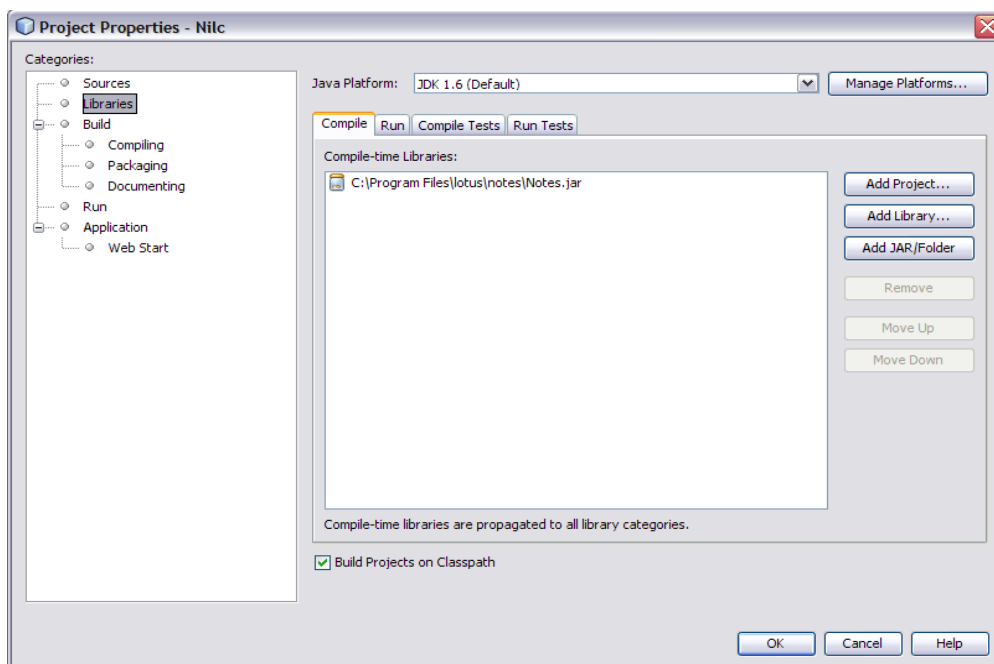 Project Properties - Nilc
Categories:
Sources
Libraries
Build
Compiling
Packaging
Documenting
Run
Application
Web Start
Java Platform: JDK 1.6 (Default) Manage Platforms...
Compile Run Compile Tests Run Tests
Compile-time Libraries:
C:\Program Files\lotus\notes\Notes.jar
Add Project...
Add Library...
Add JAR/Folder
Remove
Move Up
Move Down
Compile-time libraries are propagated to all library categories.
Build Projects on Classpath
OK Cancel Help